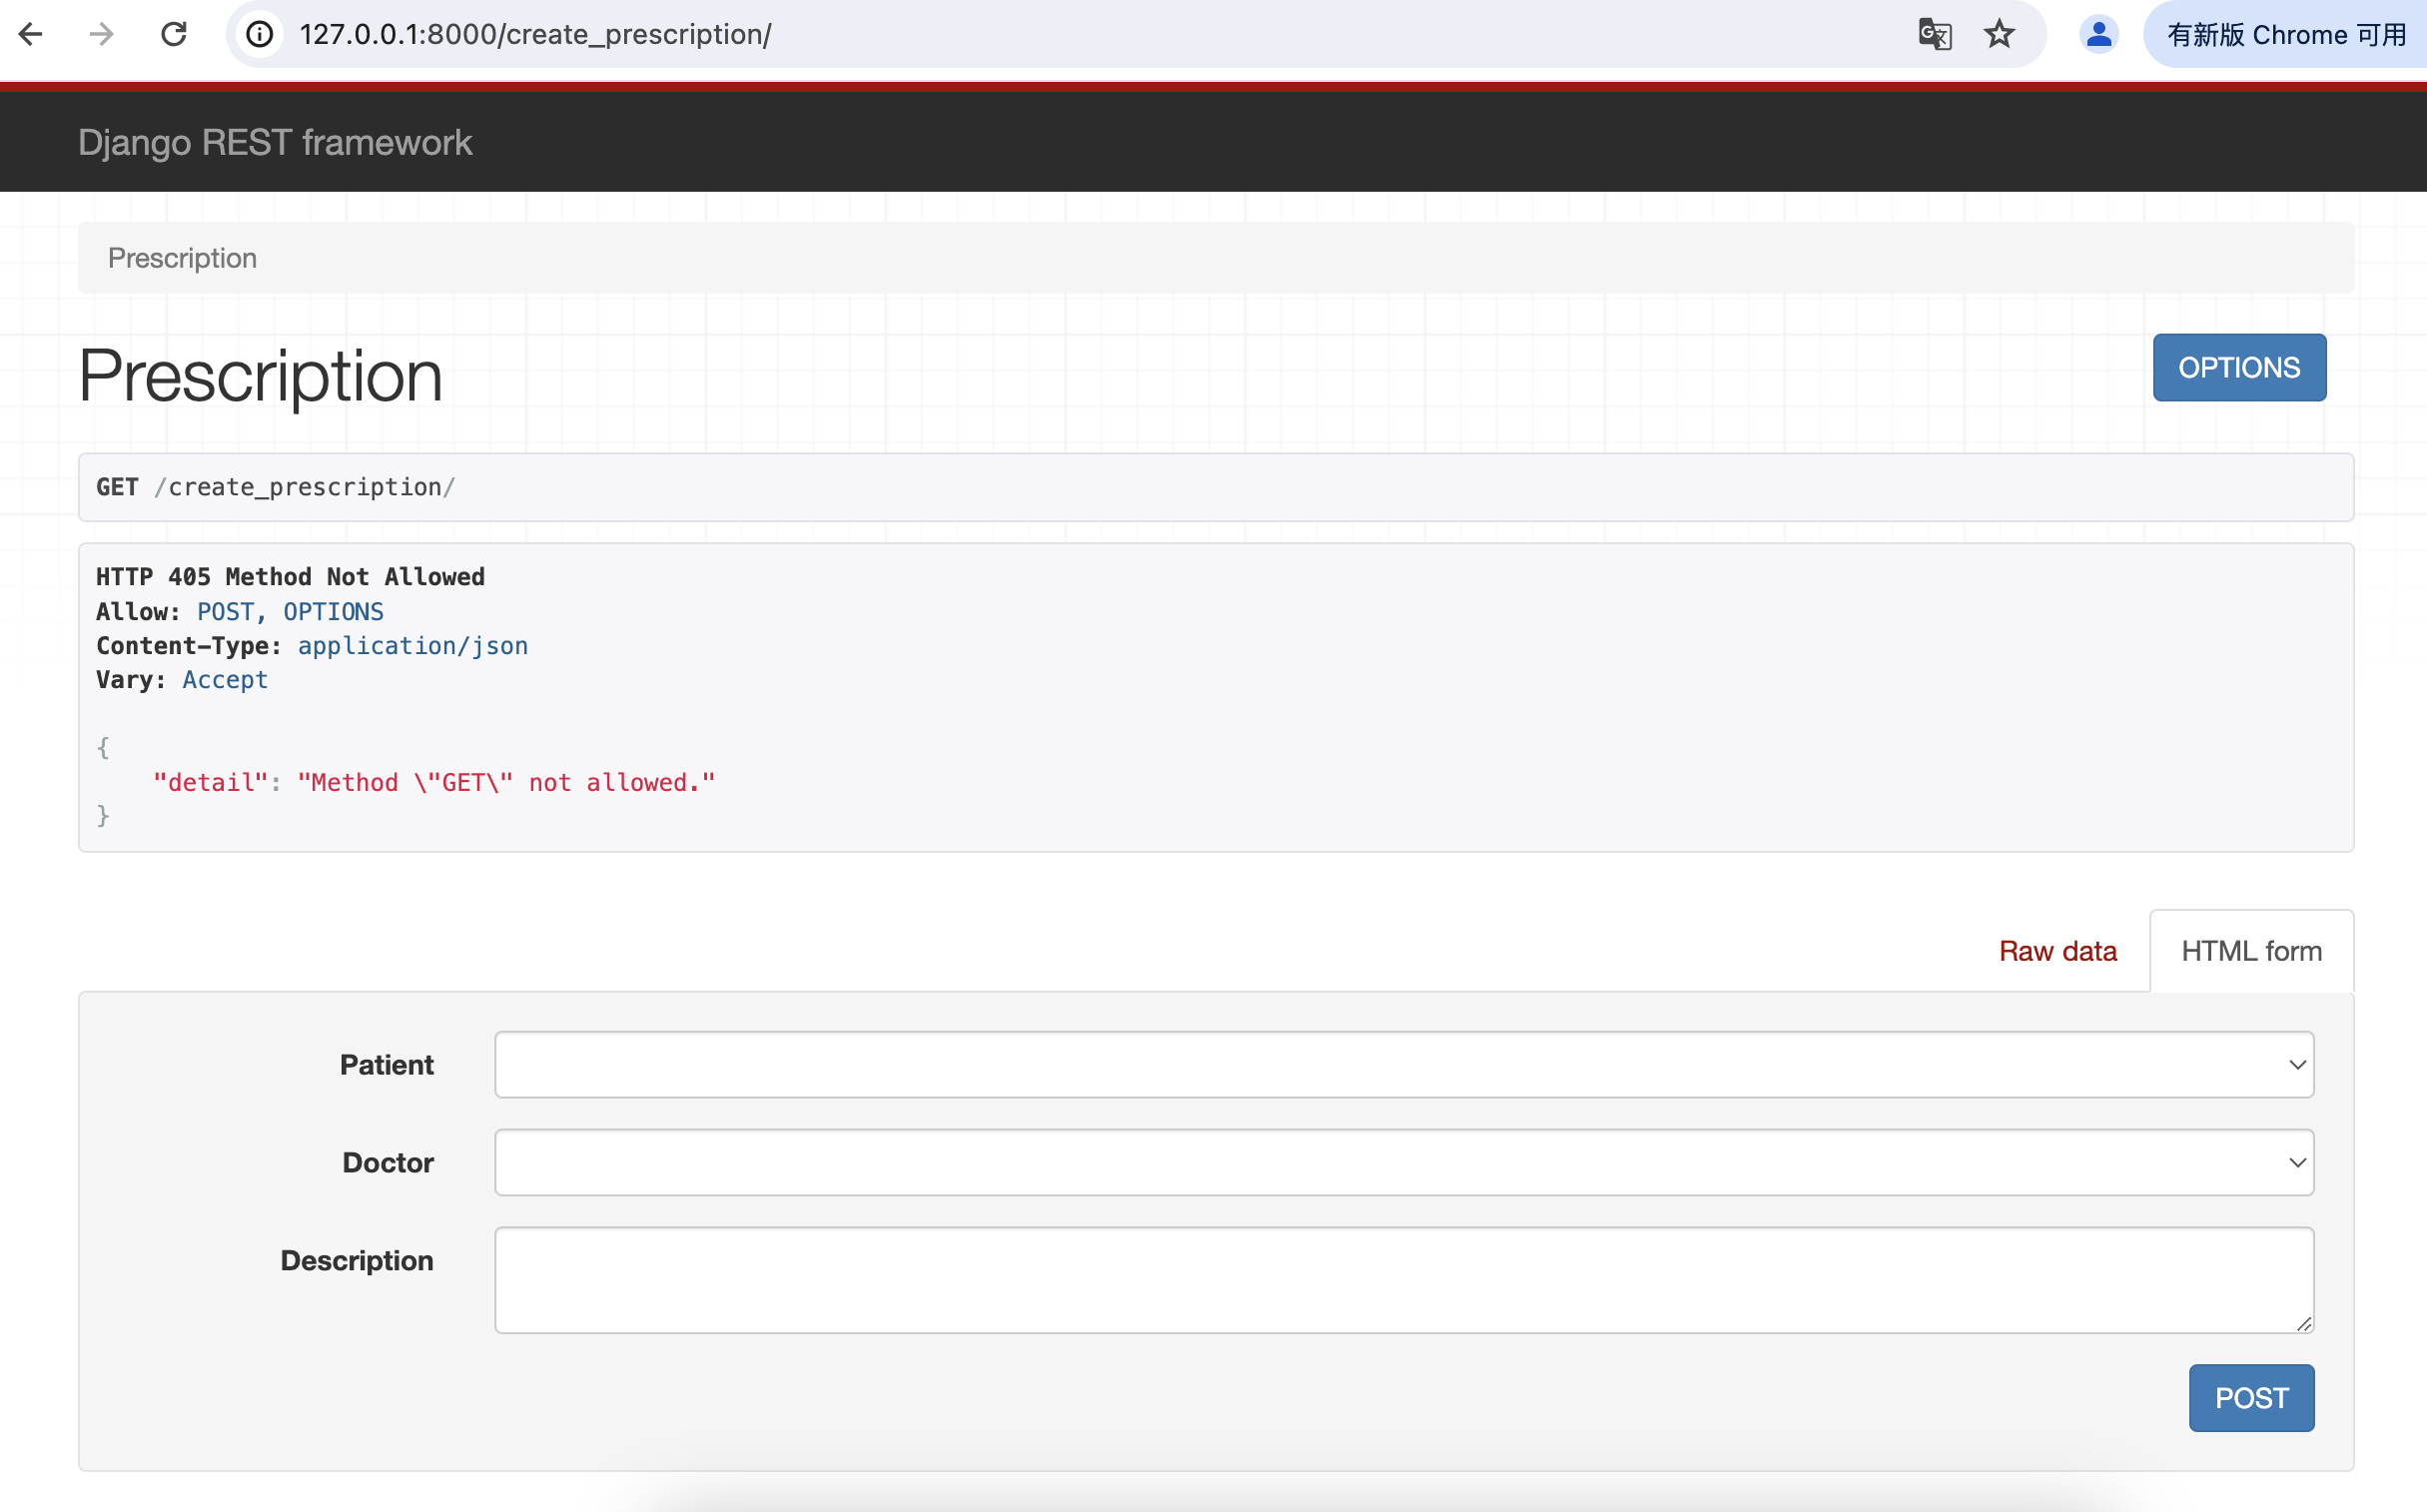 127.0.0.1:8000/create_prescription/
有新版 Chrome 可用
Django REST framework
Prescription
Prescription
OPTIONS
GET /create_prescription/
HTTP 405 Method Not Allowed
Allow: POST, OPTIONS
Content-Type: application/json
Vary: Accept
{
"detail": "Method \"GET\" not allowed."
}
Raw data
HTML form
Patient
Doctor
Description
POST